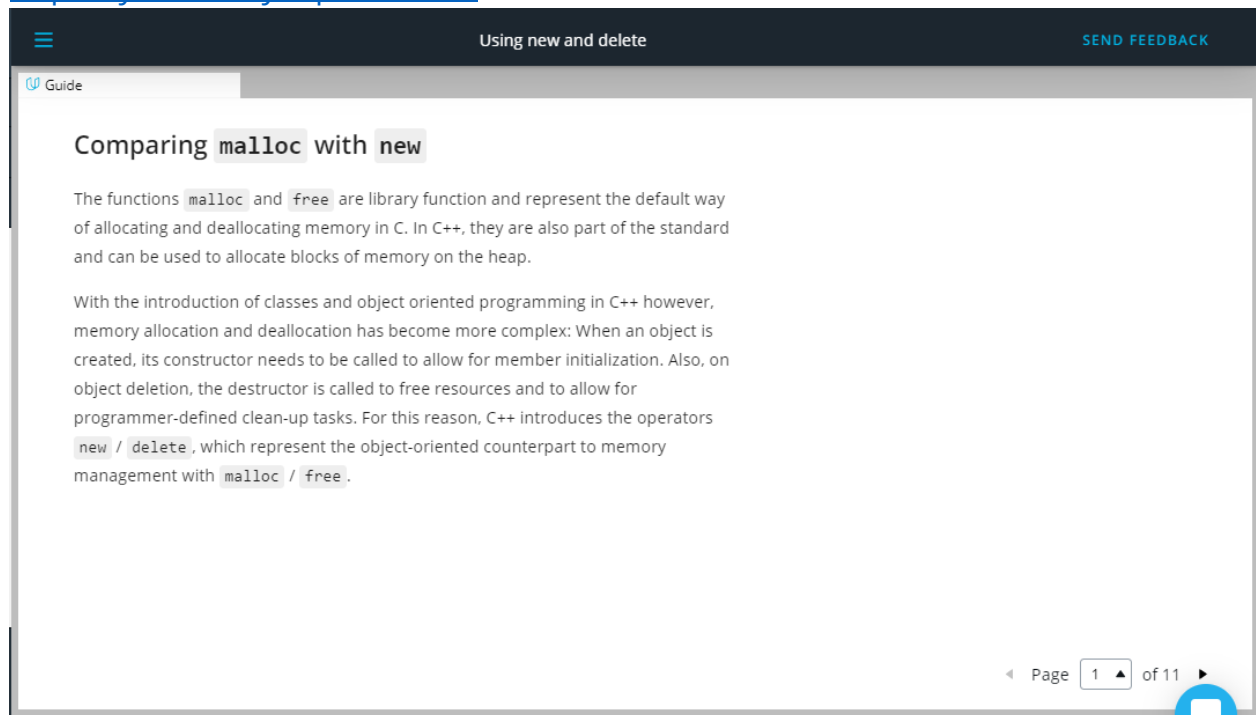 Using new and delete
SEND FEEDBACK
Guide
Comparing malloc with new
The functions malloc and free are library function and represent the default way
of allocating and deallocating memory in C. In C++, they are also part of the standard
and can be used to allocate blocks of memory on the heap.
With the introduction of classes and object oriented programming in C++ however,
memory allocation and deallocation has become more complex: When an object is
created, its constructor needs to be called to allow for member initialization. Also, on
object deletion, the destructor is called to free resources and to allow for
programmer-defined clean-up tasks. For this reason, C++ introduces the operators
new / delete , which represent the object-oriented counterpart to memory
management with malloc / free .
Page 1 of 11